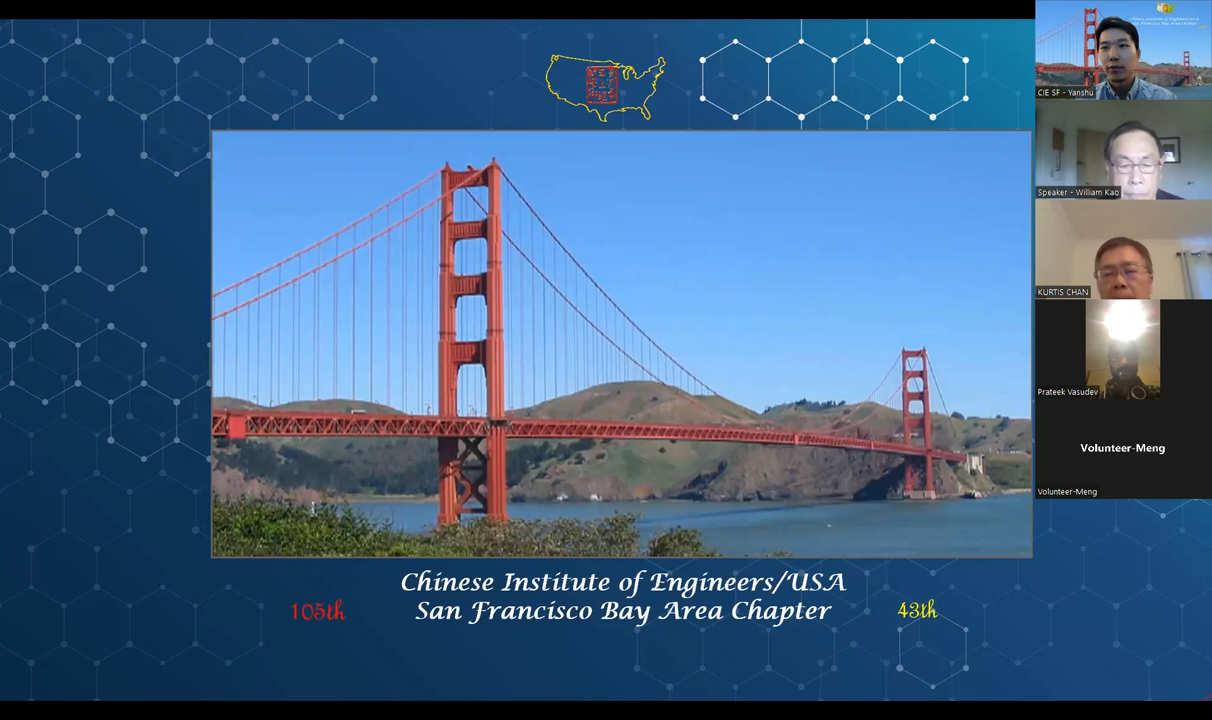 Chinese Institute of Engineers/USA
105th
San Francisco Bay Area Chapter
43th
CIE SF - Yanshu
Speaker - William Kao
KURTIS CHAN
Prateek Vasudev
Volunteer-Meng
Volunteer-Meng